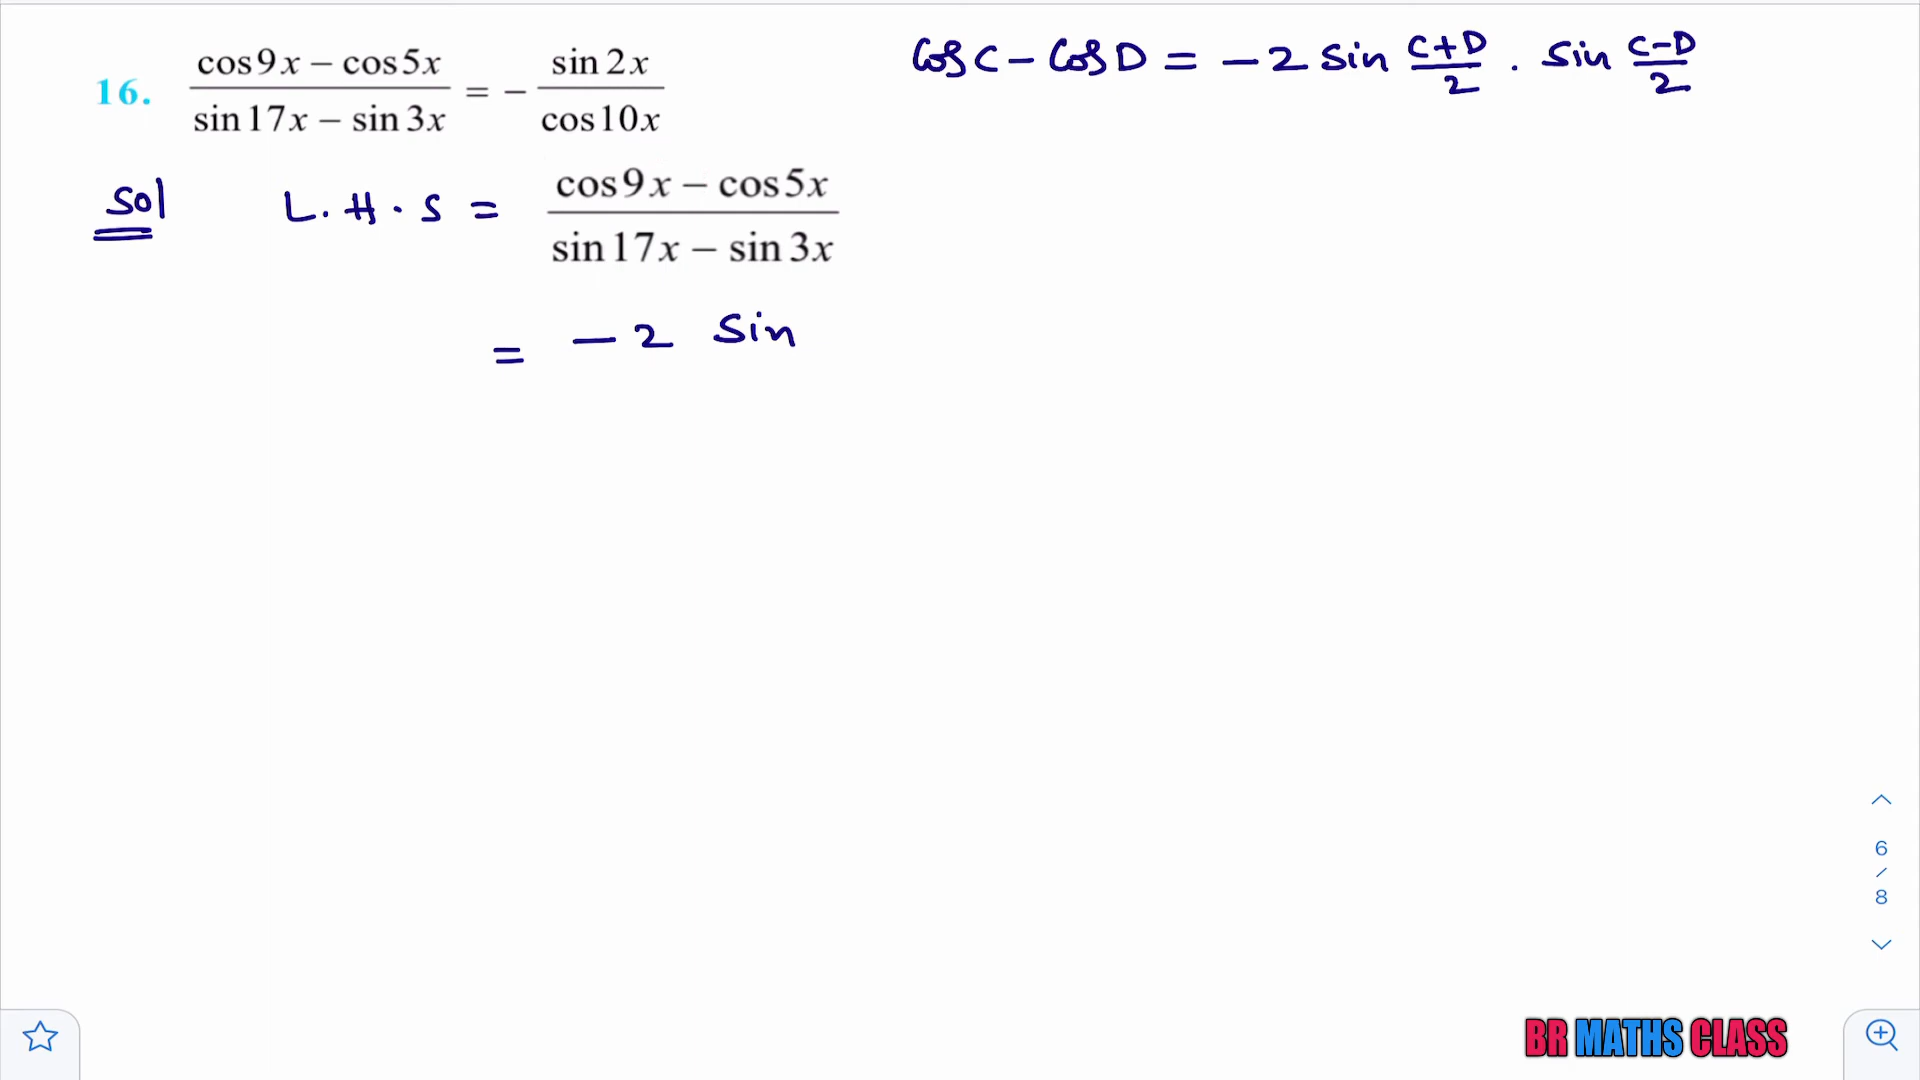 16. (cos 9x − cos 5x)/(sin 17x − sin 3x) = − (sin 2x)/(cos 10x)
Cos C − Cos D = −2 Sin (C+D)/2 . Sin (C−D)/2
Sol L.H.S = (cos 9x − cos 5x)/(sin 17x − sin 3x)
= −2 Sin
6
/
8
BR MATHS CLASS